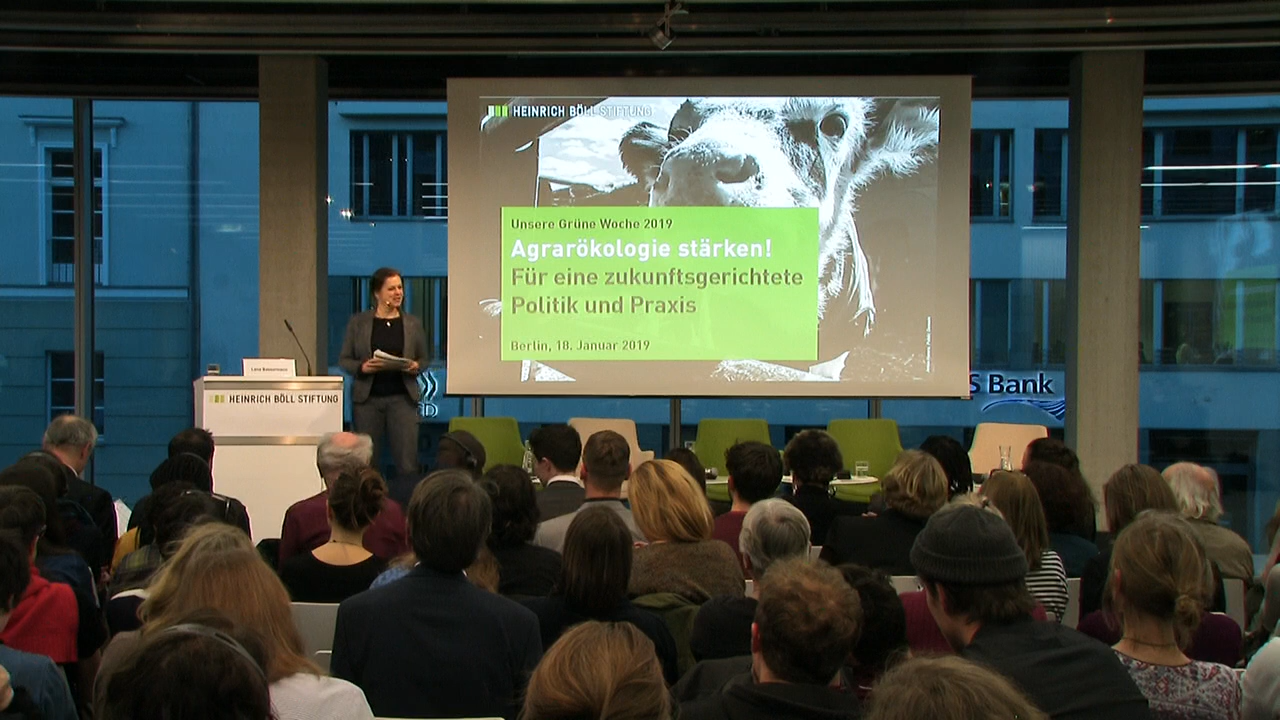 HEINRICH BÖLL STIFTUNG
Unsere Grüne Woche 2019
Agrarökologie stärken!
Für eine zukunftsgerichtete
Politik und Praxis
Berlin, 18. Januar 2019
HEINRICH BÖLL STIFTUNG
S Bank